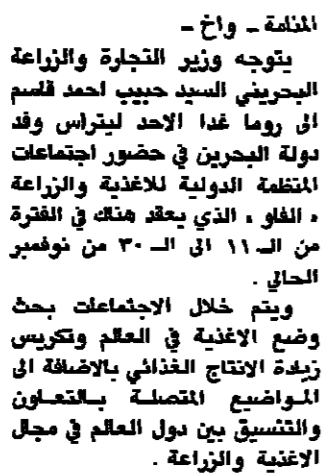 المنامة - واخ -
يتوجه وزير التجارة والزراعة
البحريني السيد حبيب احمد قاسم
الى روما غدا الاحد ليتراس وفد
دولة البحرين في حضور اجتماعات
المنظمة الدولية للاغذية والزراعة
« الفاو » الذي يعقد هناك في الفترة
من الـ ١١ الى الـ ٣٠ من نوفمبر
الحالي .
ويتم خلال الاجتماعات بحث
وضع الاغذية في العالم وتكريس
زيادة الانتاج الغذائي بالاضافة الى
المواضيع المتصلة بالتعاون
والتنسيق بين دول العالم في مجال
الاغذية والزراعة .